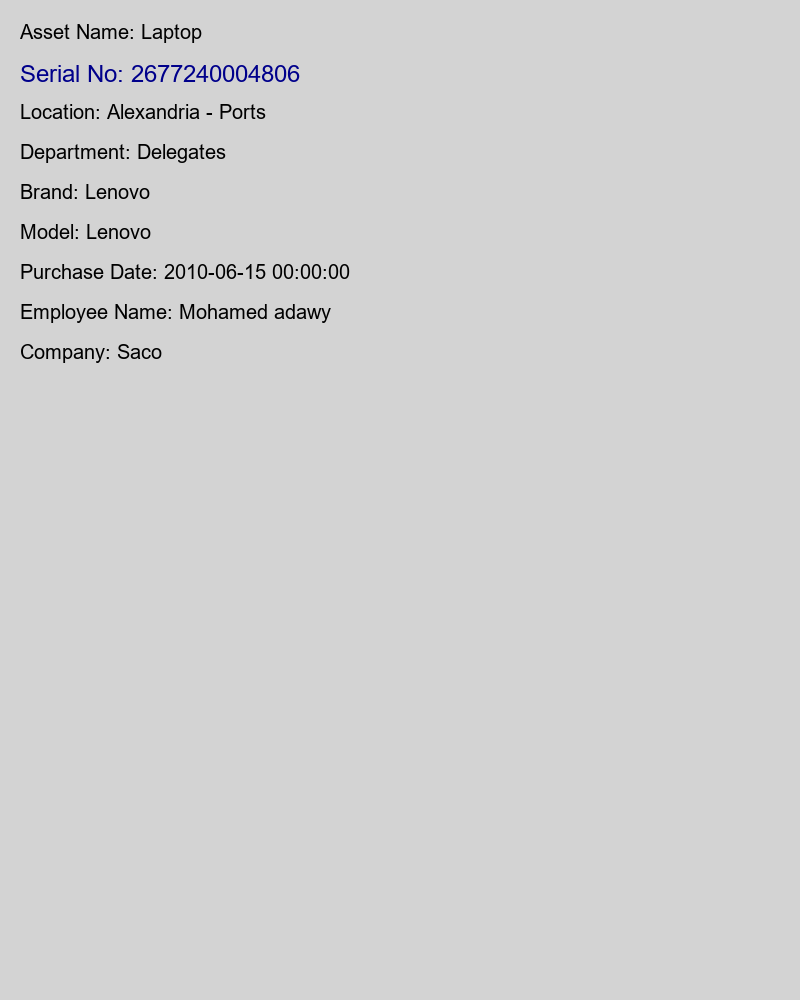 Asset Name: Laptop
Serial No: 2677240004806
Location: Alexandria - Ports
Department: Delegates
Brand: Lenovo
Model: Lenovo
Purchase Date: 2010-06-15 00:00:00
Employee Name: Mohamed adawy
Company: Saco